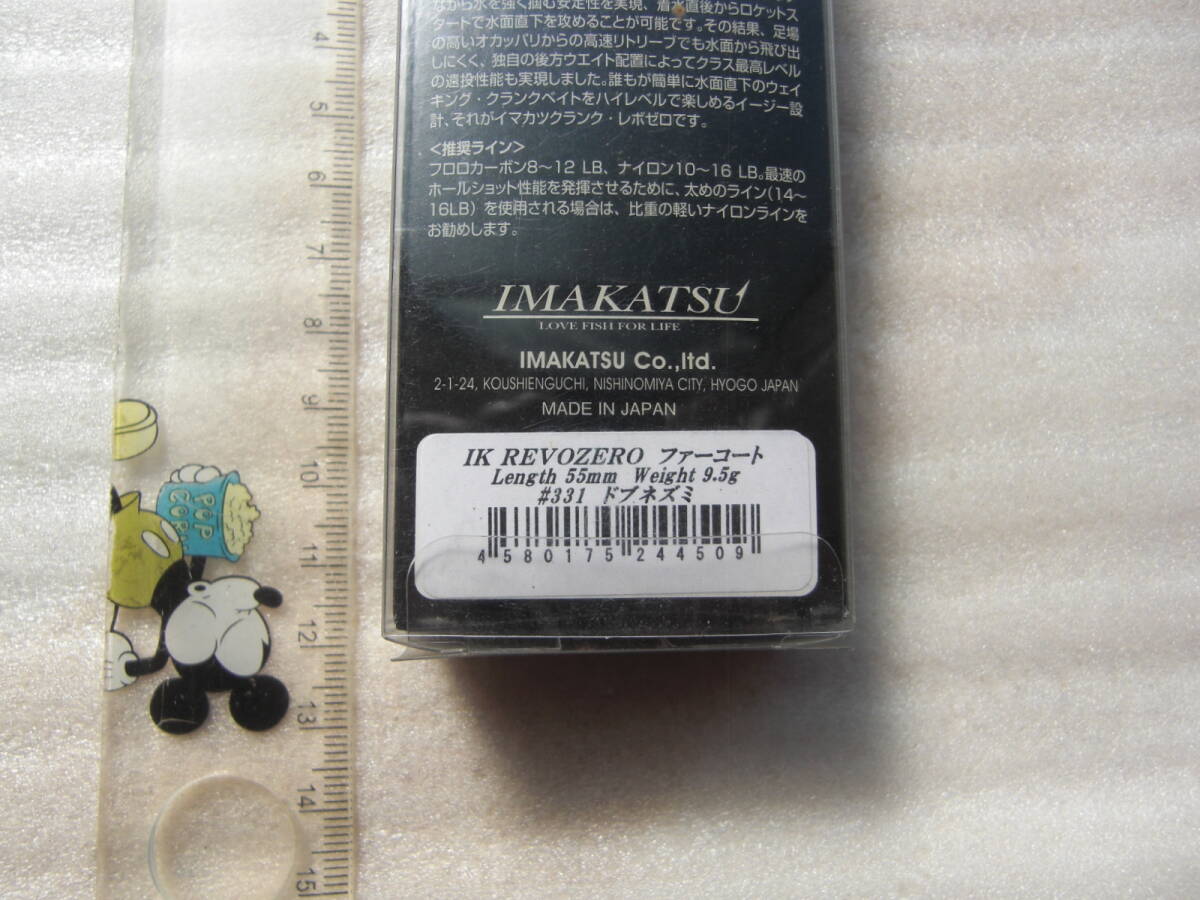 ながら水を強く掴む安定性を実現、着水直後からロケットス
タートで水面直下を攻めることが可能です。その結果、足場
の高いオカッパリからの高速リトリーブでも水面から飛び出
しにくく、独自の後方ウエイト配置によってクラス最高レベル
の遠投性能も実現しました。誰もが簡単に水面直下のウェイ
キング・クランクベイトをハイレベルで楽しめるイージー設
計、それがイマカツクランク・レボゼロです。
<推奨ライン>
フロロカーボン8〜12 LB、ナイロン10〜16 LB。最速の
ホールショット性能を発揮させるために、太めのライン(14〜
16LB) を使用される場合は、比重の軽いナイロンラインを
お勧めします。
IMAKATSU
LOVE FISH FOR LIFE
IMAKATSU Co.,ltd.
2-1-24, KOUSHIENGUCHI, NISHINOMIYA CITY, HYOGO JAPAN
MADE IN JAPAN
IK REVOZERO ファーコート
Length 55mm Weight 9.5g
#331 ドブネズミ
4 580175 244509
4
5
6
7
8
9
10
11
12
13
14
15
POP
CORN